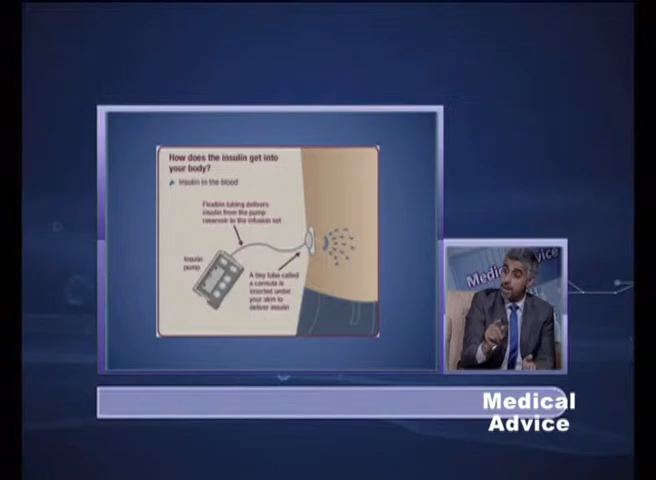 How does the insulin get into
your body?
Insulin in the blood
Flexible tubing delivers
insulin from the pump
reservoir to the infusion set
Insulin
pump
A tiny tube called
a cannula is
inserted under
your skin to
deliver insulin
Medical
Advice